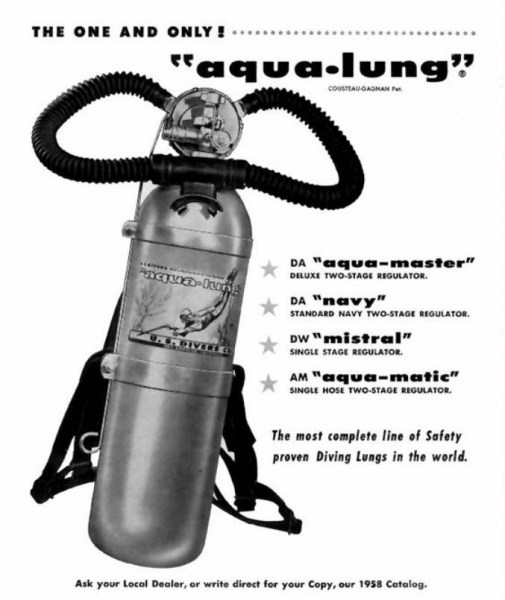 THE ONE AND ONLY!
"aqua-lung"®
COUSTEAU-GAGNAN Pat.
"aqua-lung"
U. S. DIVERS CO
DA "aqua-master"
DELUXE TWO-STAGE REGULATOR.
DA "navy"
STANDARD NAVY TWO-STAGE REGULATOR.
DW "mistral"
SINGLE STAGE REGULATOR.
AM "aqua-matic"
SINGLE HOSE TWO-STAGE REGULATOR.
The most complete line of Safety
proven Diving Lungs in the world.
Ask your Local Dealer, or write direct for your Copy, our 1958 Catalog.